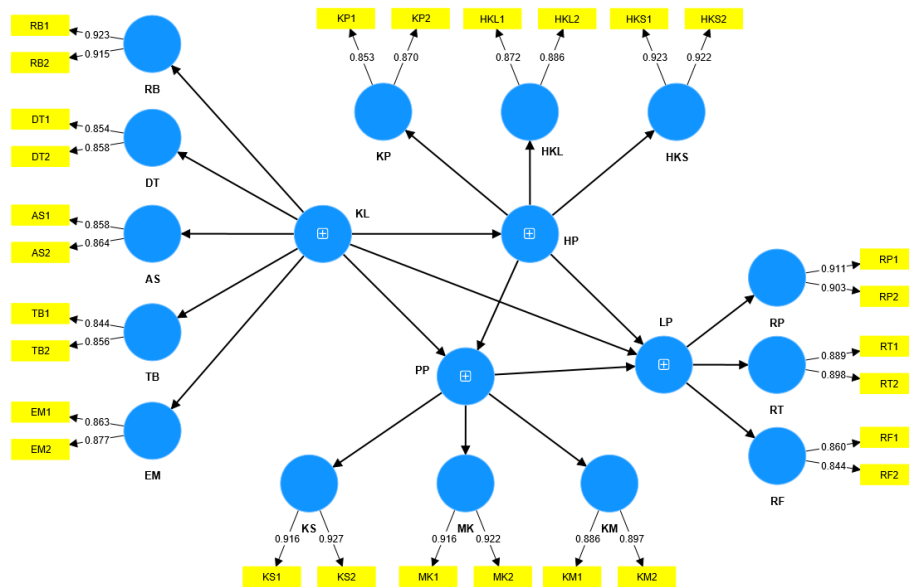 KP1
KP2
HKL1
HKL2
HKS1
HKS2
RB1
0.923
RB2
0.915
RB
0.853
0.870
0.872
0.886
0.923
0.922
KP
HKL
HKS
DT1
0.854
DT2
0.858
DT
AS1
0.858
AS2
0.864
AS
KL
HP
TB1
0.844
TB2
0.856
TB
EM1
0.863
EM2
0.877
EM
PP
LP
RP1
0.911
0.903
RP2
RP
RT1
0.889
0.898
RT2
RT
RF1
0.860
0.844
RF2
RF
KS
MK
KM
0.916
0.927
0.916
0.922
0.886
0.897
KS1
KS2
MK1
MK2
KM1
KM2